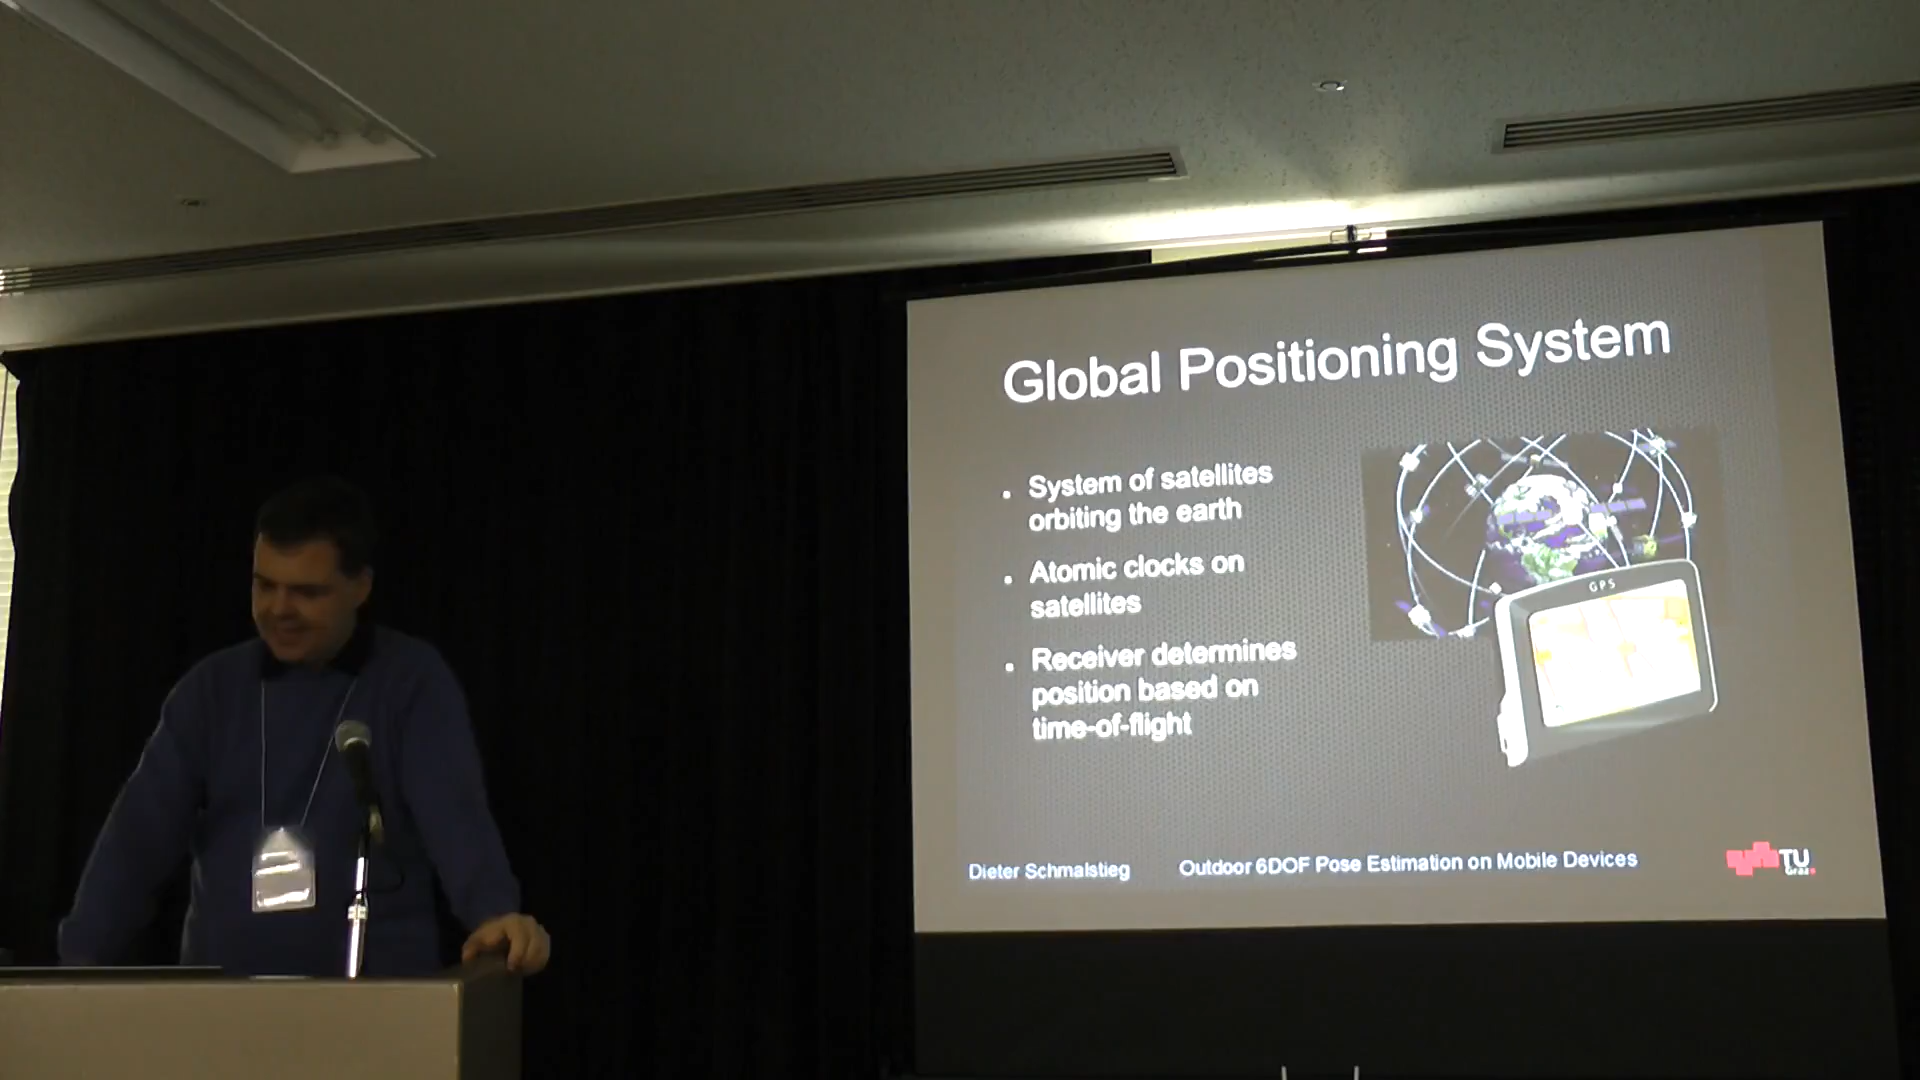 Global Positioning System
System of satellites
orbiting the earth
Atomic clocks on
satellites
Receiver determines
position based on
time-of-flight
GPS
Dieter Schmalstieg
Outdoor 6DOF Pose Estimation on Mobile Devices
TU
Graz